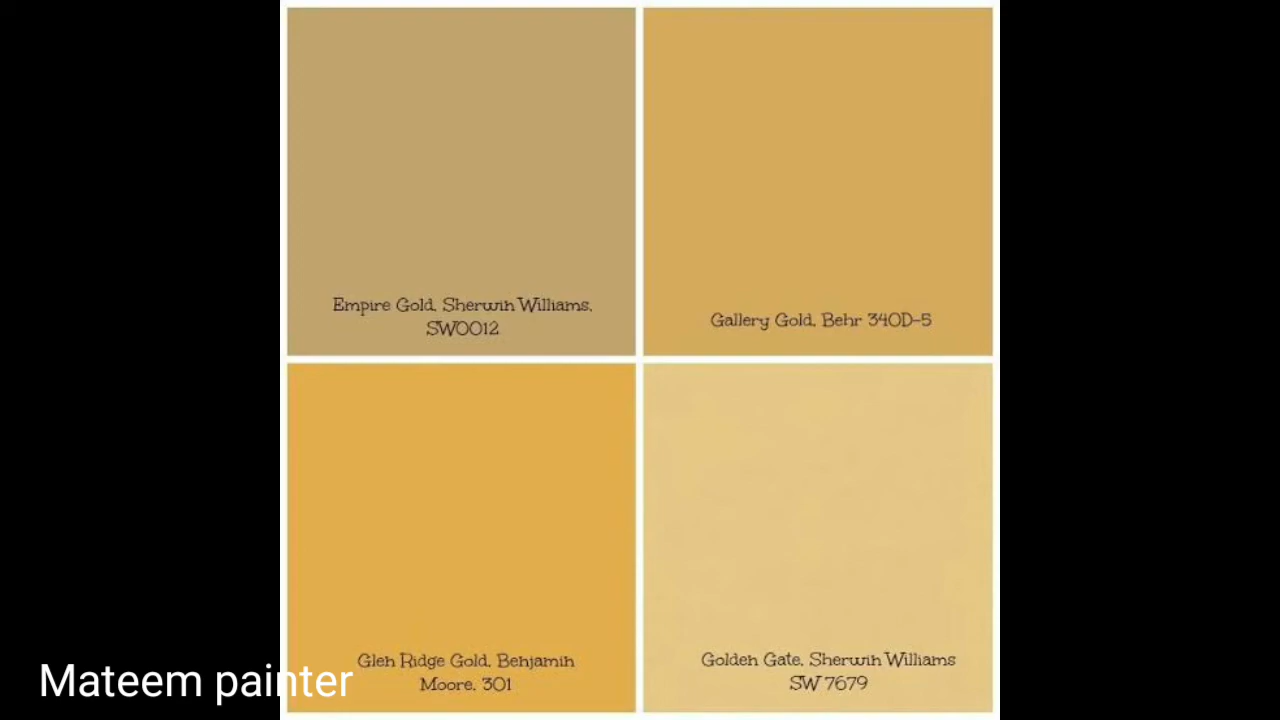 Empire Gold, Sherwin Williams,
SW0012
Gallery Gold, Behr 340D-5
Glen Ridge Gold, Benjamin
Moore, 301
Golden Gate, Sherwin Williams
SW 7679
Mateem painter